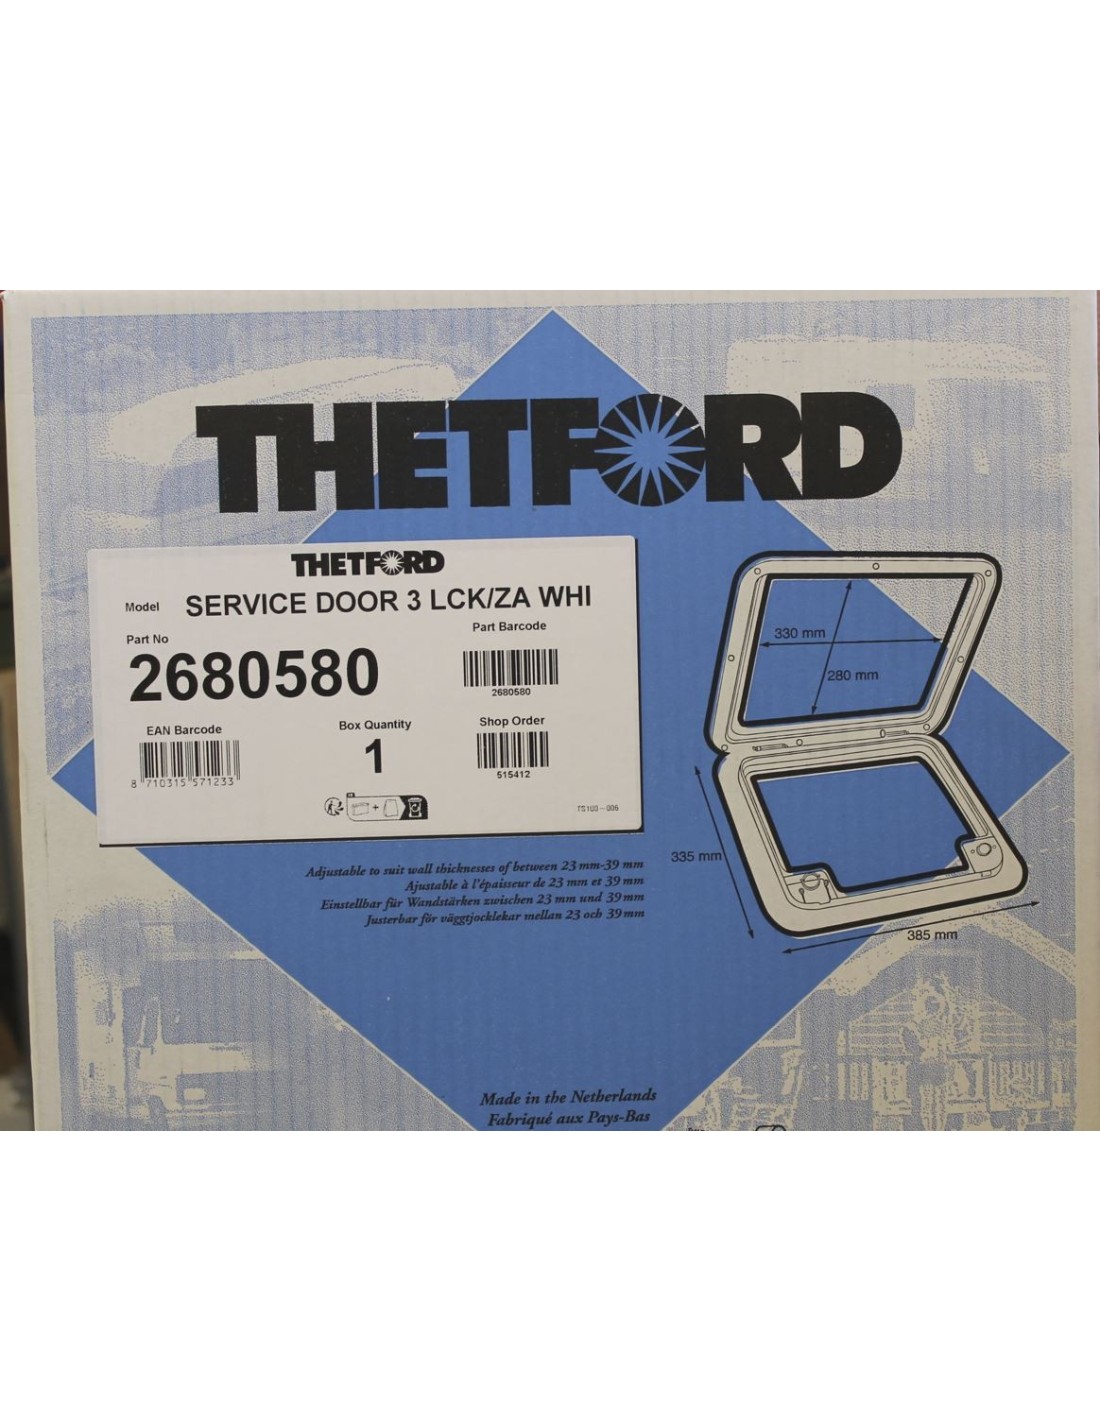 THETFORD
THETFORD
Model SERVICE DOOR 3 LCK/ZA WHI
Part No
2680580
Part Barcode
2680580
EAN Barcode
8 710315 571233
Box Quantity
1
Shop Order
515412
TS100-006
330 mm
280 mm
335 mm
385 mm
Adjustable to suit wall thicknesses of between 23 mm-39 mm
Ajustable à l'épaisseur de 23 mm et 39 mm
Einstellbar für Wandstärken zwischen 23 mm und 39 mm
Justerbar för väggtjocklekar mellan 23 och 39 mm
Made in the Netherlands
Fabriqué aux Pays-Bas